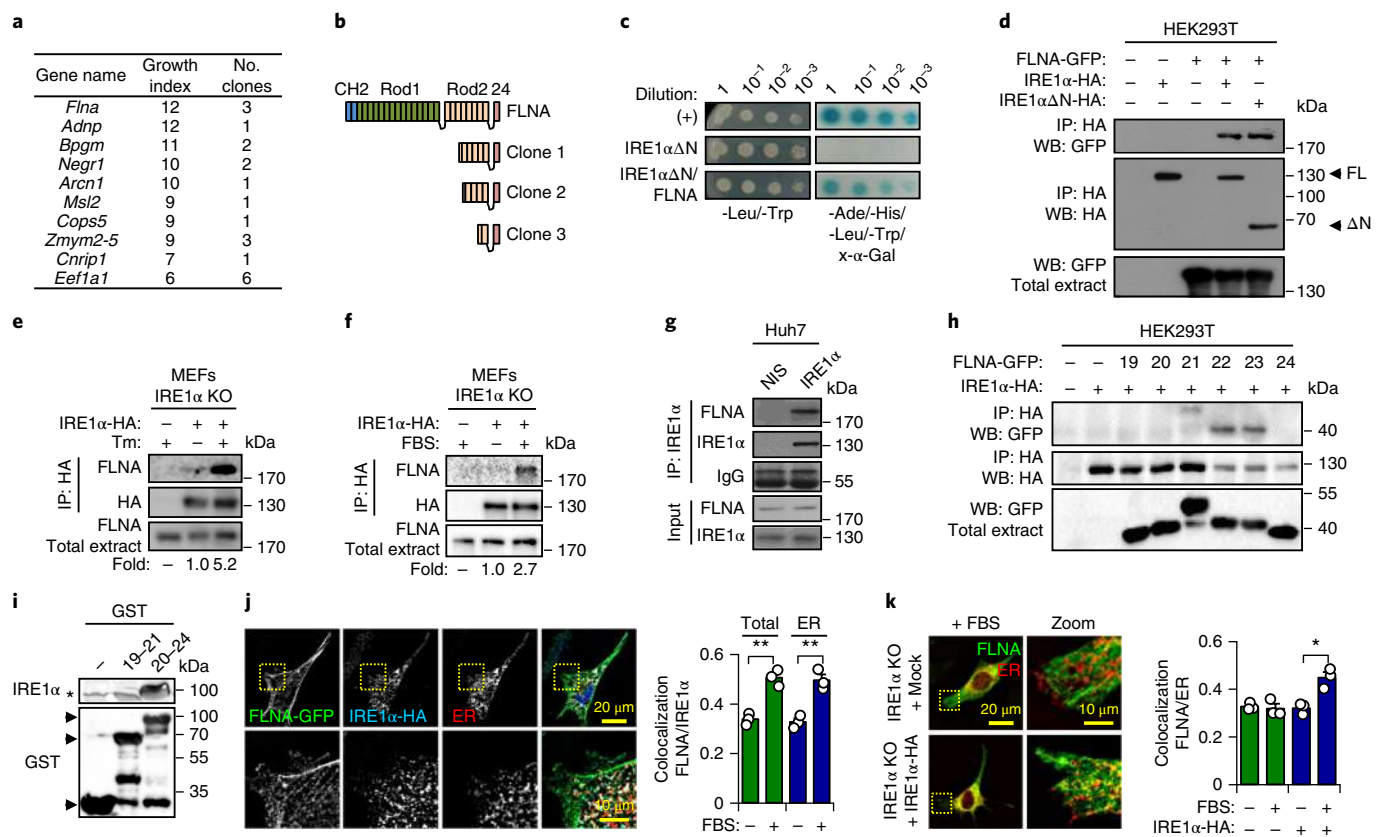 a
Gene name Growth index No. clones
Flna 12 3
Adnp 12 1
Bpgm 11 2
Negr1 10 2
Arcn1 10 1
Msl2 9 1
Cops5 9 1
Zmym2-5 9 3
Cnrip1 7 1
Eef1a1 6 6
b
CH2 Rod1 Rod2 24
FLNA
Clone 1
Clone 2
Clone 3
c
Dilution: 1 10⁻¹ 10⁻² 10⁻³ 1 10⁻¹ 10⁻² 10⁻³
(+)
IRE1αΔN
IRE1αΔN/
FLNA
-Leu/-Trp
-Ade/-His/
-Leu/-Trp/
x-α-Gal
d
HEK293T
FLNA-GFP: – – + + +
IRE1α-HA: – + – + –
IRE1αΔN-HA: – – – – +
kDa
IP: HA
WB: GFP
170
IP: HA
WB: HA
130 FL
100
70
ΔN
WB: GFP
Total extract
130
e
MEFs
IRE1α KO
IRE1α-HA: – + +
Tm: + – + kDa
IP: HA
FLNA
170
HA
130
FLNA
Total extract
170
Fold: – 1.0 5.2
f
MEFs
IRE1α KO
IRE1α-HA: – + +
FBS: + – + kDa
IP: HA
FLNA
170
HA
130
FLNA
Total extract
170
Fold: – 1.0 2.7
g
Huh7
NIS IRE1α
kDa
IP: IRE1α
FLNA
170
IRE1α
130
IgG
55
Input
FLNA
170
IRE1α
130
h
HEK293T
FLNA-GFP: – – 19 20 21 22 23 24
IRE1α-HA: – + + + + + + + kDa
IP: HA
WB: GFP
40
IP: HA
WB: HA
130
55
WB: GFP
Total extract
40
i
GST
– 19–21 20–24
kDa
IRE1α
*
100
GST
100
70
55
35
j
FLNA-GFP
IRE1α-HA
ER
20 μm
10 μm
Total ER
** **
Colocalization
FLNA/IRE1α
0.6
0.4
0.2
0
FBS: – + – +
k
+ FBS Zoom
IRE1α KO
+ Mock
FLNA
ER
20 μm
10 μm
IRE1α KO
+ IRE1α-HA
*
Colocalization
FLNA/ER
0.6
0.4
0.2
0
FBS: – + – +
IRE1α-HA: – – + +